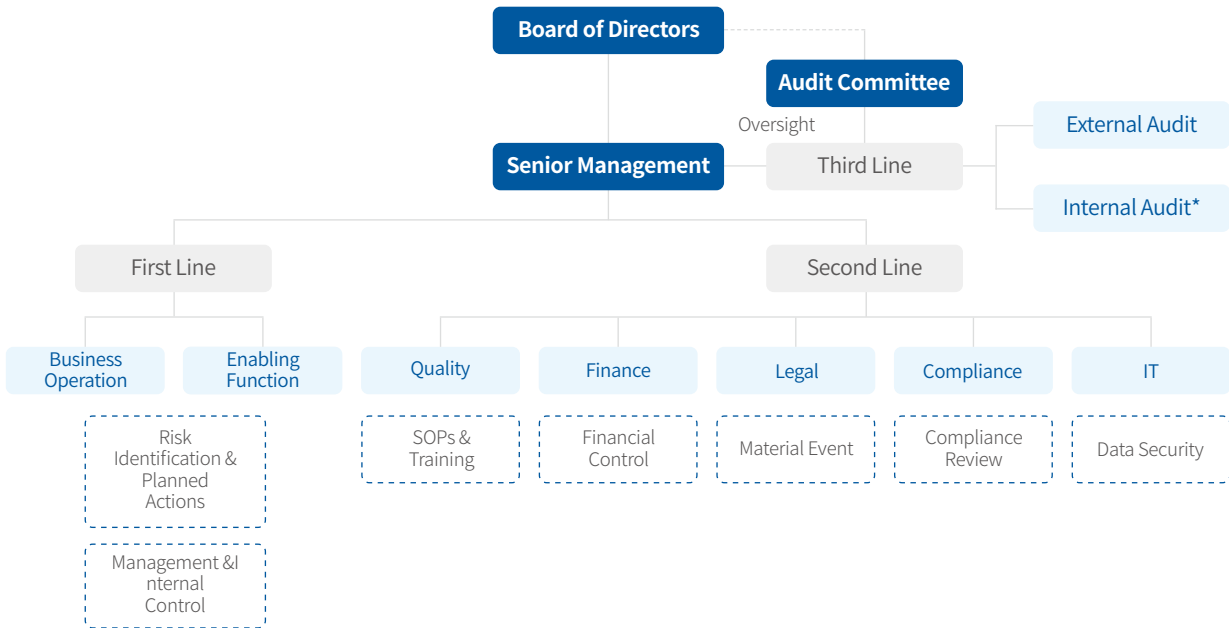 Board of Directors
Audit Committee
Oversight
External Audit
Senior Management
Third Line
Internal Audit*
First Line
Second Line
Business
Operation
Enabling
Function
Quality
Finance
Legal
Compliance
IT
Risk
Identification &
Planned
Actions
SOPs &
Training
Financial
Control
Material Event
Compliance
Review
Data Security
Management &I
nternal
Control